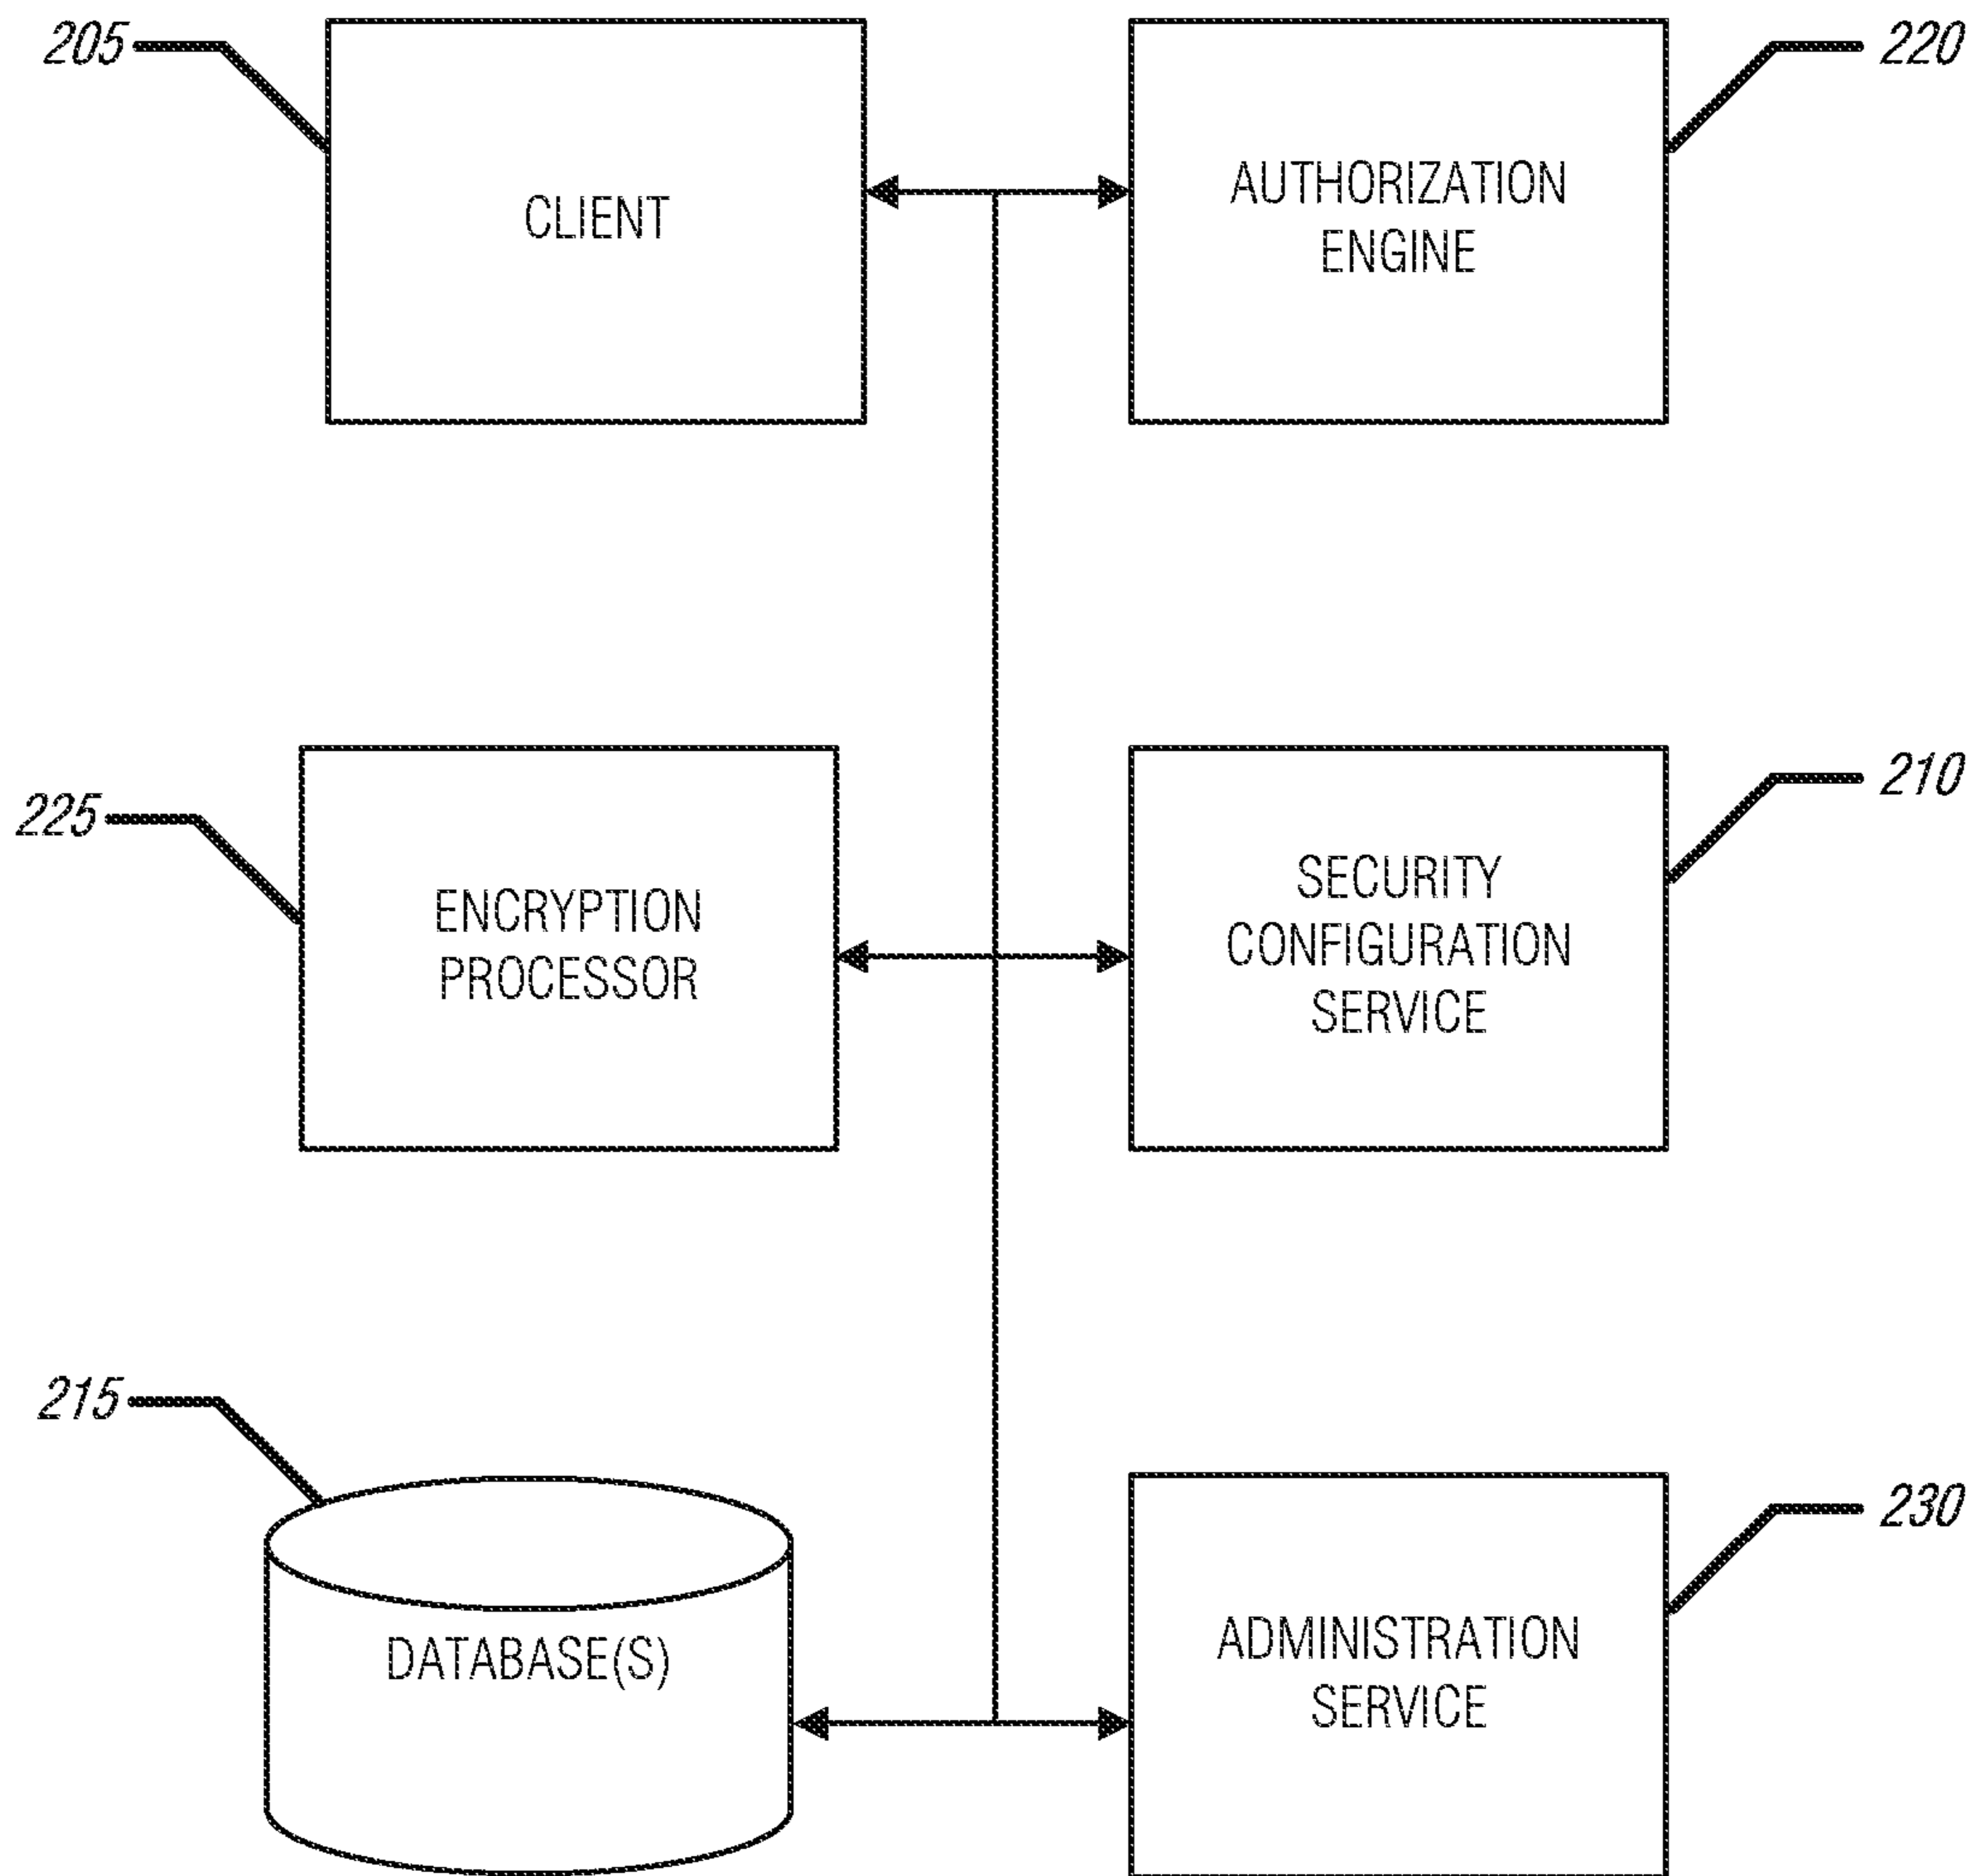 205
220
CLIENT
AUTHORIZATION
ENGINE
225
210
ENCRYPTION
PROCESSOR
SECURITY
CONFIGURATION
SERVICE
215
230
DATABASE(S)
ADMINISTRATION
SERVICE